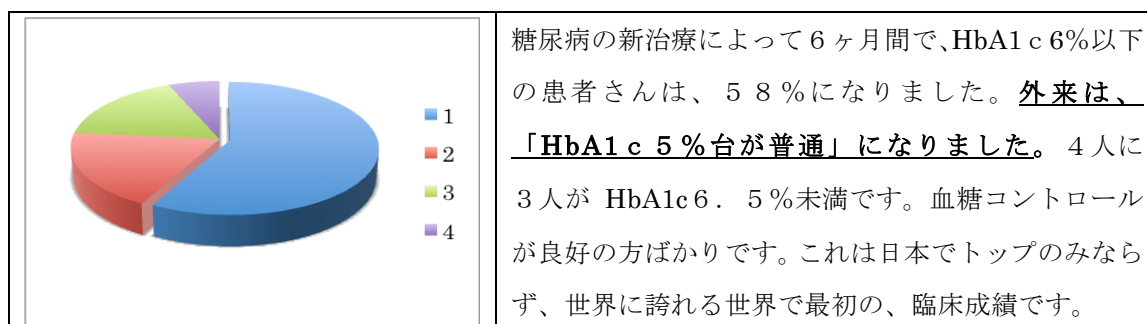 1
2
3
4
糖尿病の新治療によって６ヶ月間で、HbA1ｃ6%以下
の患者さんは、５８％になりました。外来は、
「HbA1ｃ５％台が普通」になりました。４人に
３人が HbA1c６．５％未満です。血糖コントロール
が良好の方ばかりです。これは日本でトップのみなら
ず、世界に誇れる世界で最初の、臨床成績です。